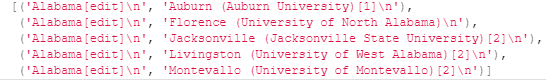 [('Alabama[edit]\n', 'Auburn (Auburn University)[1]\n'),
('Alabama[edit]\n', 'Florence (University of North Alabama)\n'),
('Alabama[edit]\n', 'Jacksonville (Jacksonville State University)[2]\n'),
('Alabama[edit]\n', 'Livingston (University of West Alabama)[2]\n'),
('Alabama[edit]\n', 'Montevallo (University of Montevallo)[2]\n')]